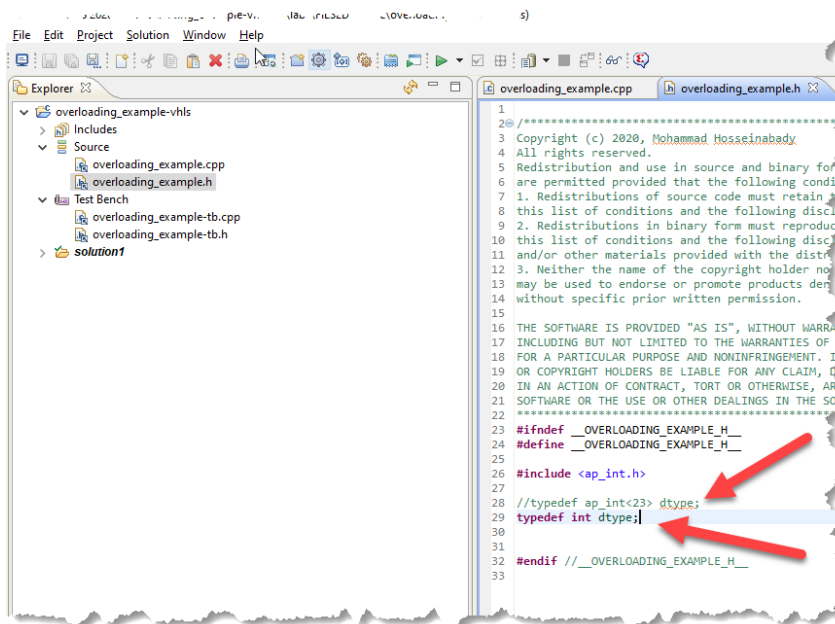 File Edit Project Solution Window Help
Explorer
overloading_example-vhls
Includes
Source
overloading_example.cpp
overloading_example.h
Test Bench
overloading_example-tb.cpp
overloading_example-tb.h
solution1
overloading_example.cpp overloading_example.h
1
2 /****************************************
3 Copyright (c) 2020, Mohammad Hosseinabady
4 All rights reserved.
5 Redistribution and use in source and binary for
6 are permitted provided that the following condi
7 1. Redistributions of source code must retain
8 this list of conditions and the following discl
9 2. Redistributions in binary form must reproduc
10 this list of conditions and the following discl
11 and/or other materials provided with the distr
12 3. Neither the name of the copyright holder no
13 may be used to endorse or promote products der
14 without specific prior written permission.
15
16 THE SOFTWARE IS PROVIDED "AS IS", WITHOUT WARRA
17 INCLUDING BUT NOT LIMITED TO THE WARRANTIES OF
18 FOR A PARTICULAR PURPOSE AND NONINFRINGEMENT. I
19 OR COPYRIGHT HOLDERS BE LIABLE FOR ANY CLAIM, D
20 IN AN ACTION OF CONTRACT, TORT OR OTHERWISE, AR
21 SOFTWARE OR THE USE OR OTHER DEALINGS IN THE SO
22 ****************************************
23 #ifndef __OVERLOADING_EXAMPLE_H__
24 #define __OVERLOADING_EXAMPLE_H__
25
26 #include <ap_int.h>
27
28 //typedef ap_int<23> dtype;
29 typedef int dtype;
30
31
32 #endif //__OVERLOADING_EXAMPLE_H__
33